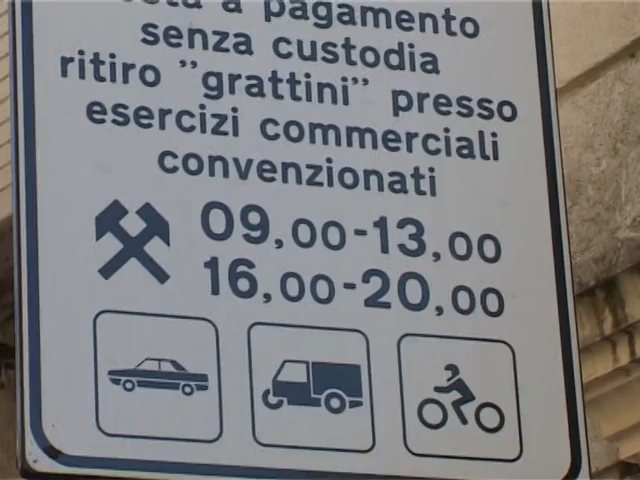 a pagamento
senza custodia
ritiro "grattini" presso
esercizi commerciali
convenzionati
09,00-13,00
16,00-20,00